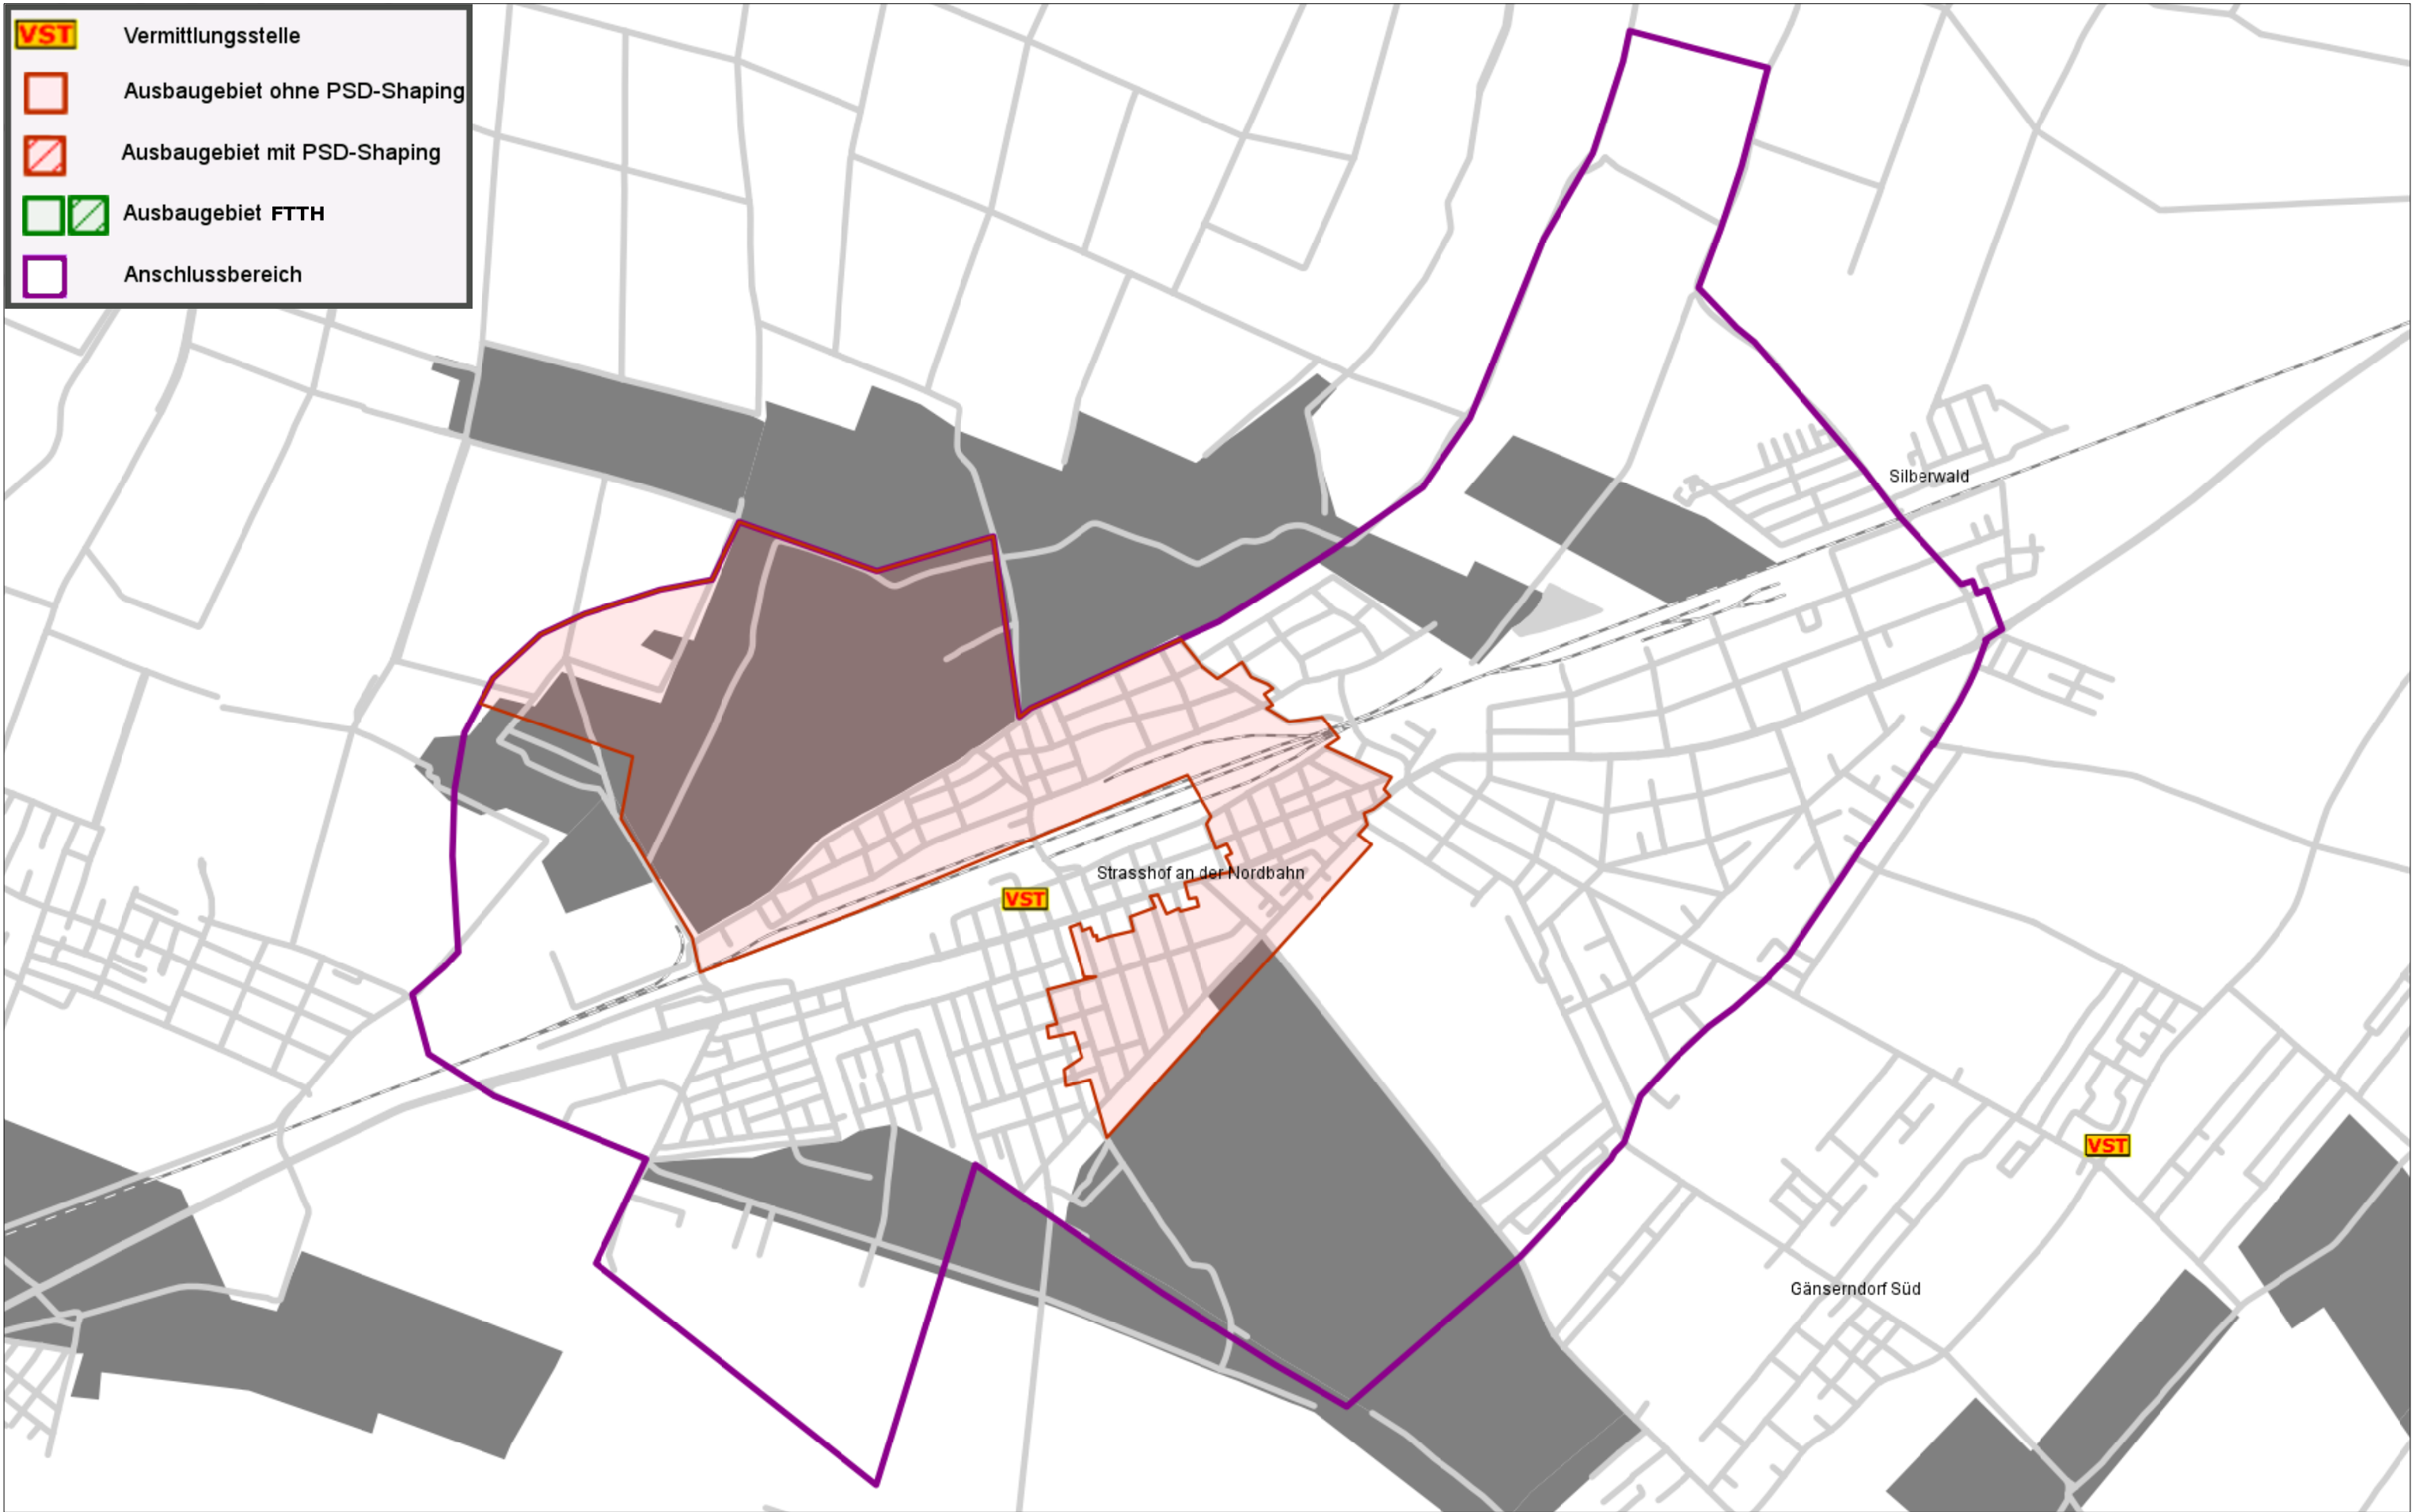 VST Vermittlungsstelle
Ausbaugebiet ohne PSD-Shaping
Ausbaugebiet mit PSD-Shaping
Ausbaugebiet FTTH
Anschlussbereich
Silberwald
Strasshof an der Nordbahn
VST
VST
Gänserndorf Süd